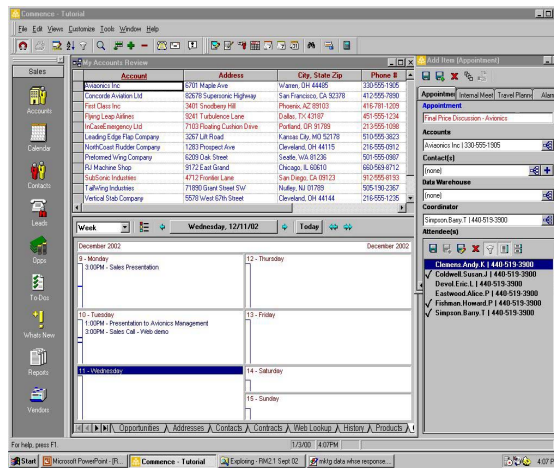 Commence - Tutorial
File Edit Views Customize Tools Window Help
Sales
Accounts
Calendar
Contacts
Leads
Opps
To-Dos
Whats New
Reports
Vendors
My Accounts Review
Account Address City, State Zip Phone #
Avionics Inc 6701 Maple Ave Warren, OH 44485 330-555-1905
Concorde Aviation Ltd 82678 Supersonic Highway San Francisco, CA 92378 412-555-7890
First Class Inc 3401 Snodberry Hill Phoenix, AZ 89103 416-781-1209
Flying Leap Airlines 9241 Turbulence Lane Dallas, TX 43187 451-555-1234
InCaseEmergency Ltd 7103 Floating Cushion Drive Portland, OR 91789 213-555-1098
Leading Edge Flap Company 3267 Lift Road Kansas City, MO 52178 510-555-3823
NorthCoast Rudder Company 1283 Prospect Ave Cleveland, OH 44115 216-555-0912
Preformed Wing Company 6209 Oak Street Seattle, WA 81236 501-555-0987
RJ Machine Shop 9172 East Grand Chicago, IL 60610 660-569-8712
SubSonic Industries 4712 Frontier Lane San Diego, CA 09123 912-555-8193
TailWing Industries 71890 Grant Street SW Nutley, NJ 01789 505-190-2367
Vertical Stab Company 5578 West 67th Street Cleveland, OH 44144 216-555-1235
Week Wednesday, 12/11/02 Today
December 2002 December 2002
9 - Monday
3:00PM - Sales Presentation
12 - Thursday
10 - Tuesday
1:00PM - Presentation to Avionics Management
3:00PM - Sales Call - Web demo
13 - Friday
11 - Wednesday
14 - Saturday
15 - Sunday
Opportunities Addresses Contacts Contracts Web Lookup History Products
Add Item (Appointment)
Appointment Internal Meet Travel Plann Alarm
Appointment
Final Price Discussion - Avionics
Accounts
Avionics Inc | 330-555-1905
Contact(s)
(none)
Data Warehouse
(none)
Coordinator
Simpson.Barry.T | 440-519-3900
Attendee(s)
Clemens.Andy.K | 440-519-3900
Coldwell.Susan.J | 440-519-3900
Devol.Eric.L | 440-519-3900
Eastwood.Alice.P | 440-519-3900
Fishman.Howard.P | 440-519-3900
Simpson.Barry.T | 440-519-3900
For help, press F1. 1/3/00 4:07PM
Start Microsoft PowerPoint - [R... Commence - Tutorial Exploring - RM2.1 Sept 02 mktg data whse response... 4:07 P